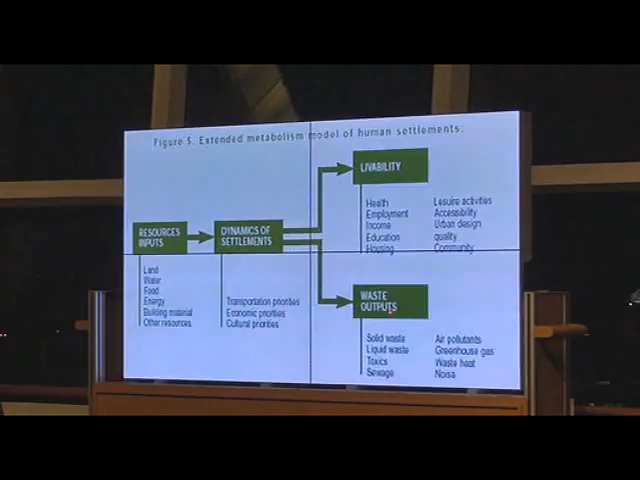 Figure 5. Extended metabolism model of human settlements.
RESOURCES
INPUTS
Land
Water
Food
Energy
Building material
Other resources
DYNAMICS OF
SETTLEMENTS
Transportation priorities
Economic priorities
Cultural priorities
LIVABILITY
Health
Employment
Income
Education
Housing
Lesuire activities
Accessibility
Urban design
quality
Community
WASTE
OUTPUTS
Solid waste
Liquid waste
Toxics
Sewage
Air pollutants
Greenhouse gas
Waste heat
Noise